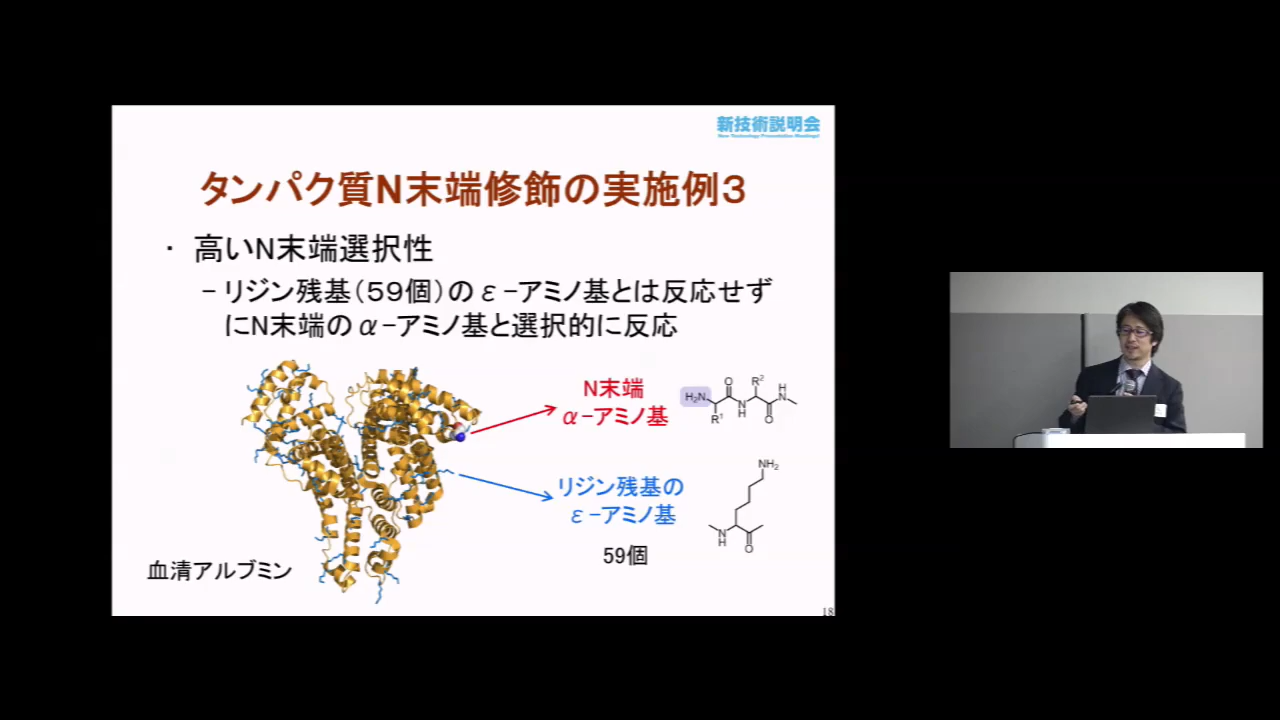 新技術説明会
New Technology Presentation Meetings!
タンパク質N末端修飾の実施例３
・ 高いN末端選択性
－リジン残基（５９個）のε－アミノ基とは反応せず
にN末端のα－アミノ基と選択的に反応
N末端
α－アミノ基
H₂N
R¹
O
N
H
R²
O
H
N
リジン残基の
ε－アミノ基
59個
NH₂
N
H
O
血清アルブミン
18